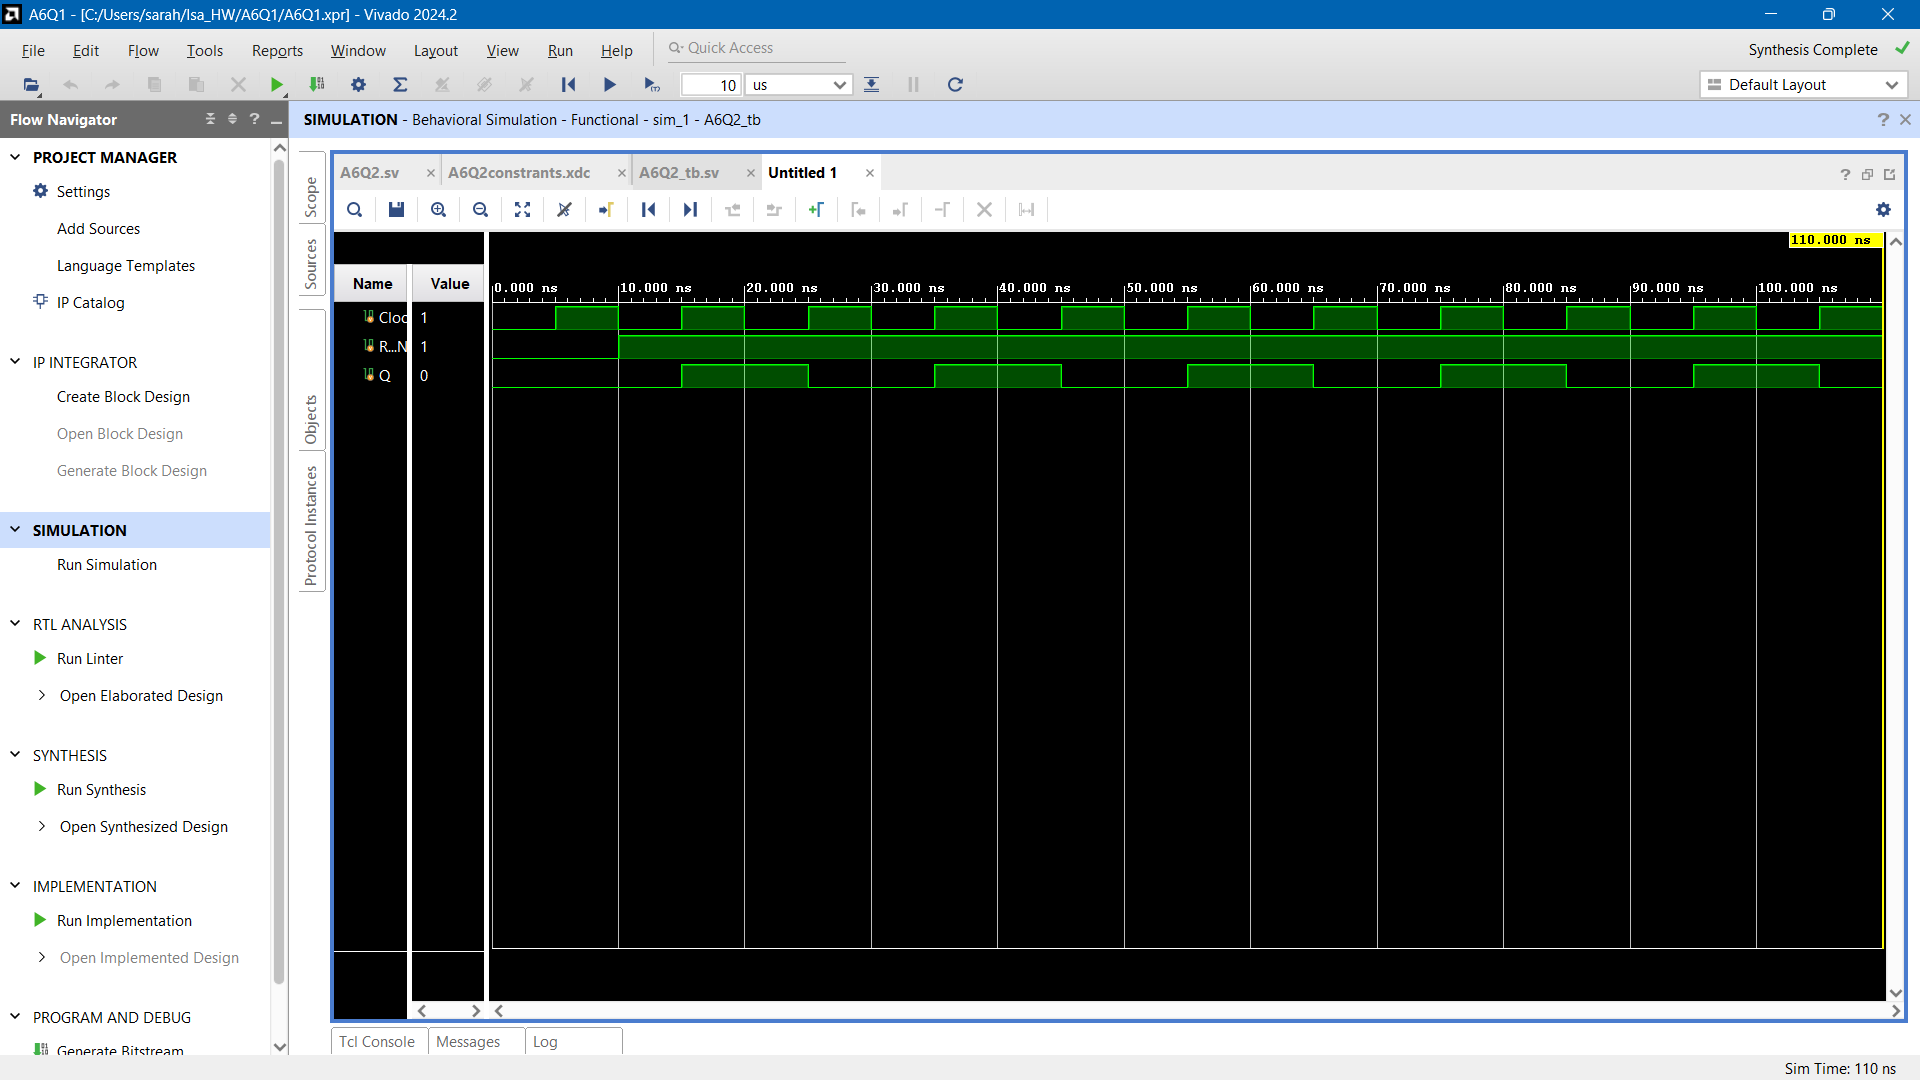 A6Q1 - [C:/Users/sarah/Isa_HW/A6Q1/A6Q1.xpr] - Vivado 2024.2
File Edit Flow Tools Reports Window Layout View Run Help
Quick Access
Synthesis Complete
10 us
Default Layout
Flow Navigator
SIMULATION - Behavioral Simulation - Functional - sim_1 - A6Q2_tb
PROJECT MANAGER
Settings
Add Sources
Language Templates
IP Catalog
IP INTEGRATOR
Create Block Design
Open Block Design
Generate Block Design
SIMULATION
Run Simulation
RTL ANALYSIS
Run Linter
Open Elaborated Design
SYNTHESIS
Run Synthesis
Open Synthesized Design
IMPLEMENTATION
Run Implementation
Open Implemented Design
PROGRAM AND DEBUG
Generate Bitstream
Scope
Sources
Objects
Protocol Instances
A6Q2.sv A6Q2constrants.xdc A6Q2_tb.sv Untitled 1
110.000 ns
Name Value
0.000 ns 10.000 ns 20.000 ns 30.000 ns 40.000 ns 50.000 ns 60.000 ns 70.000 ns 80.000 ns 90.000 ns 100.000 ns
Cloc 1
R...N 1
Q 0
Tcl Console Messages Log
Sim Time: 110 ns